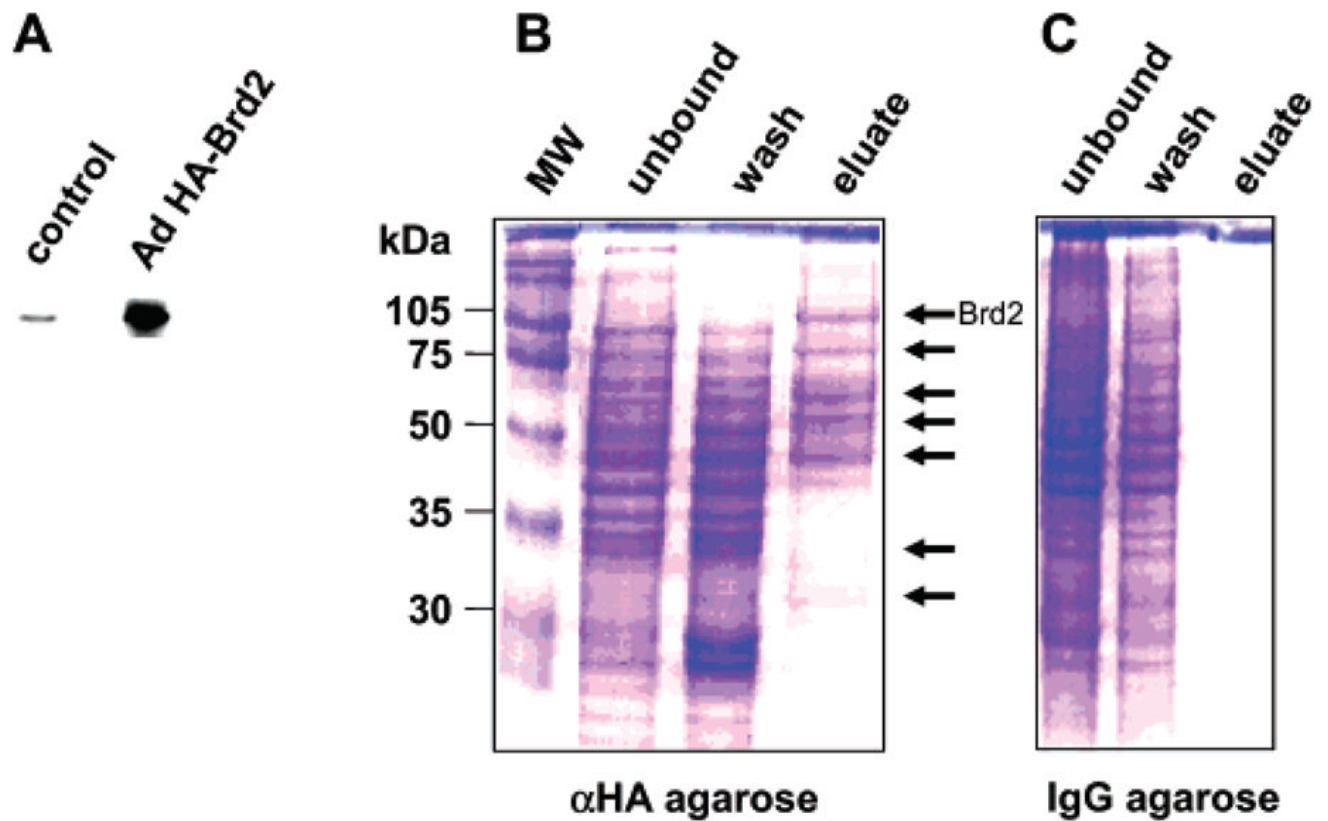 A
B
C
control
Ad HA-Brd2
MW
unbound
wash
eluate
unbound
wash
eluate
kDa
105
75
50
35
30
Brd2
αHA agarose
IgG agarose